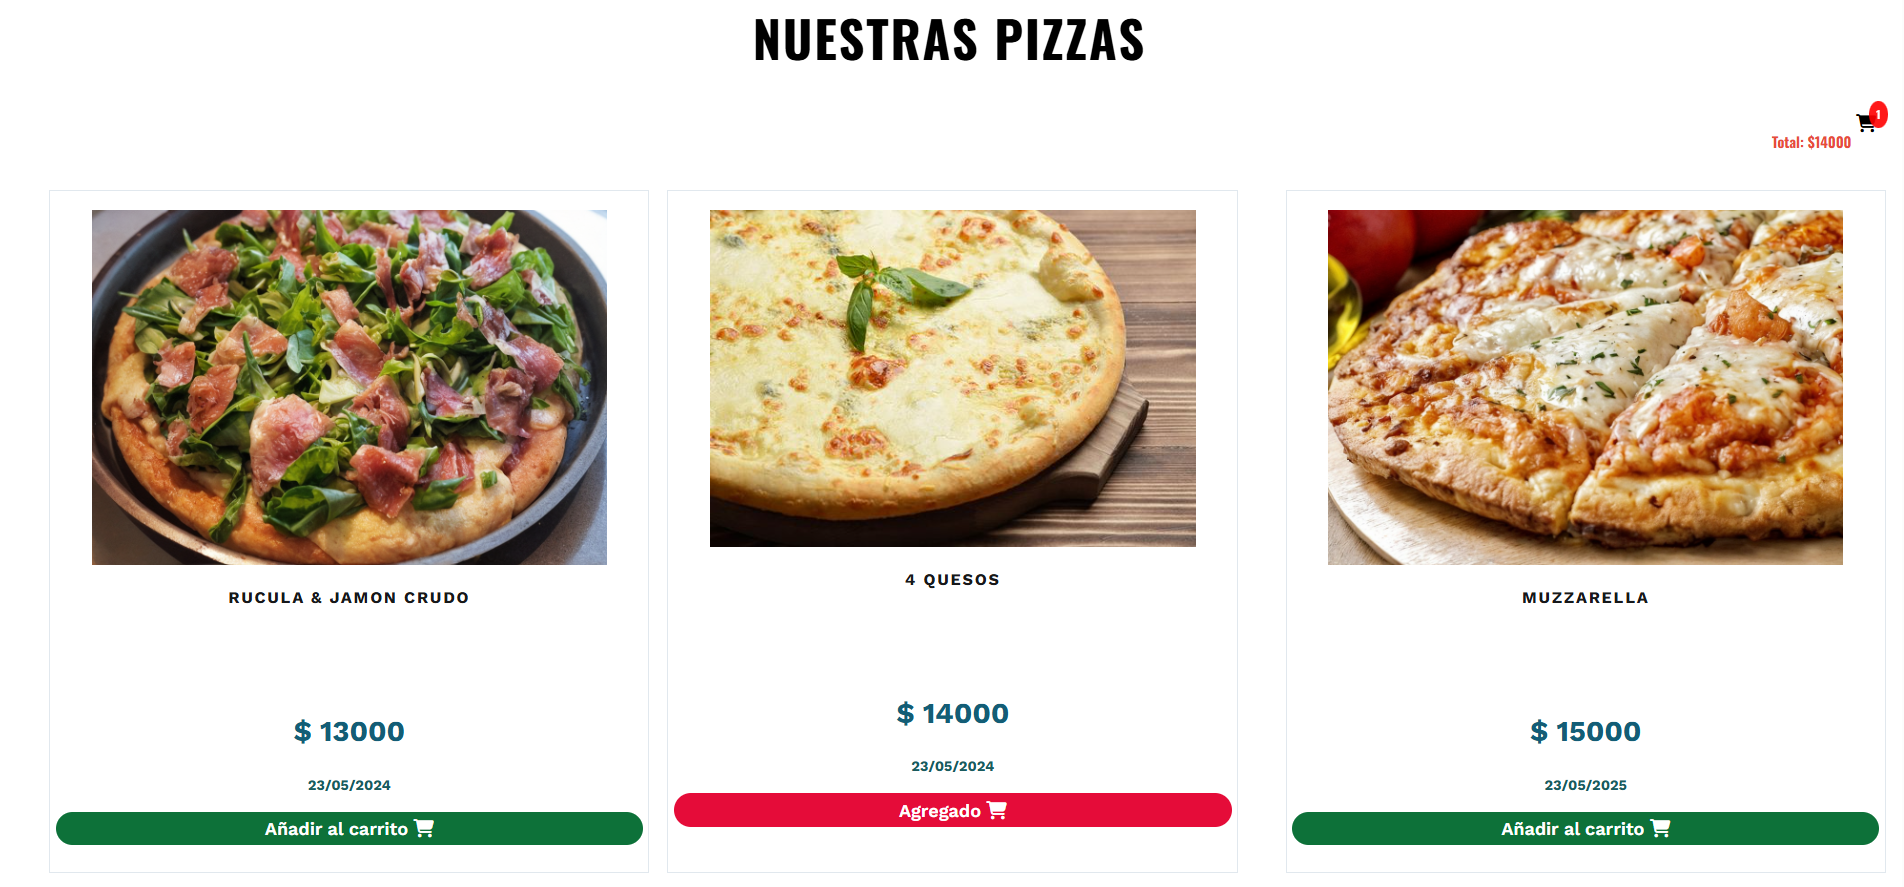 NUESTRAS PIZZAS
1
Total: $14000
RUCULA & JAMON CRUDO
$ 13000
23/05/2024
Añadir al carrito
4 QUESOS
$ 14000
23/05/2024
Agregado
MUZZARELLA
$ 15000
23/05/2025
Añadir al carrito